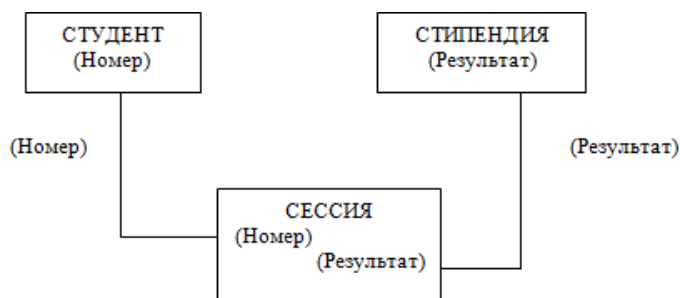 СТУДЕНТ
(Номер)
СТИПЕНДИЯ
(Результат)
(Номер)
(Результат)
СЕССИЯ
(Номер)
(Результат)